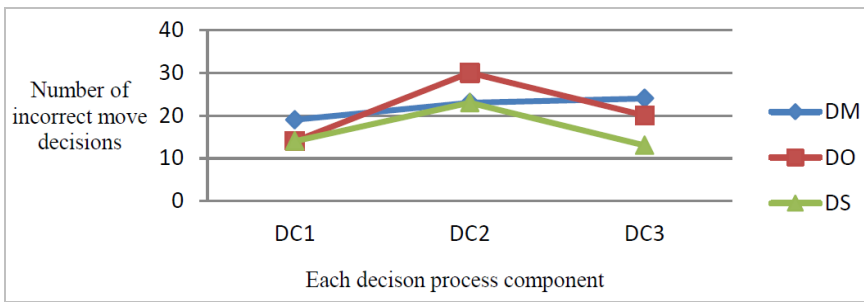 40
30
20
10
0
Number of
incorrect move
decisions
DC1
DC2
DC3
Each decison process component
DM
DO
DS